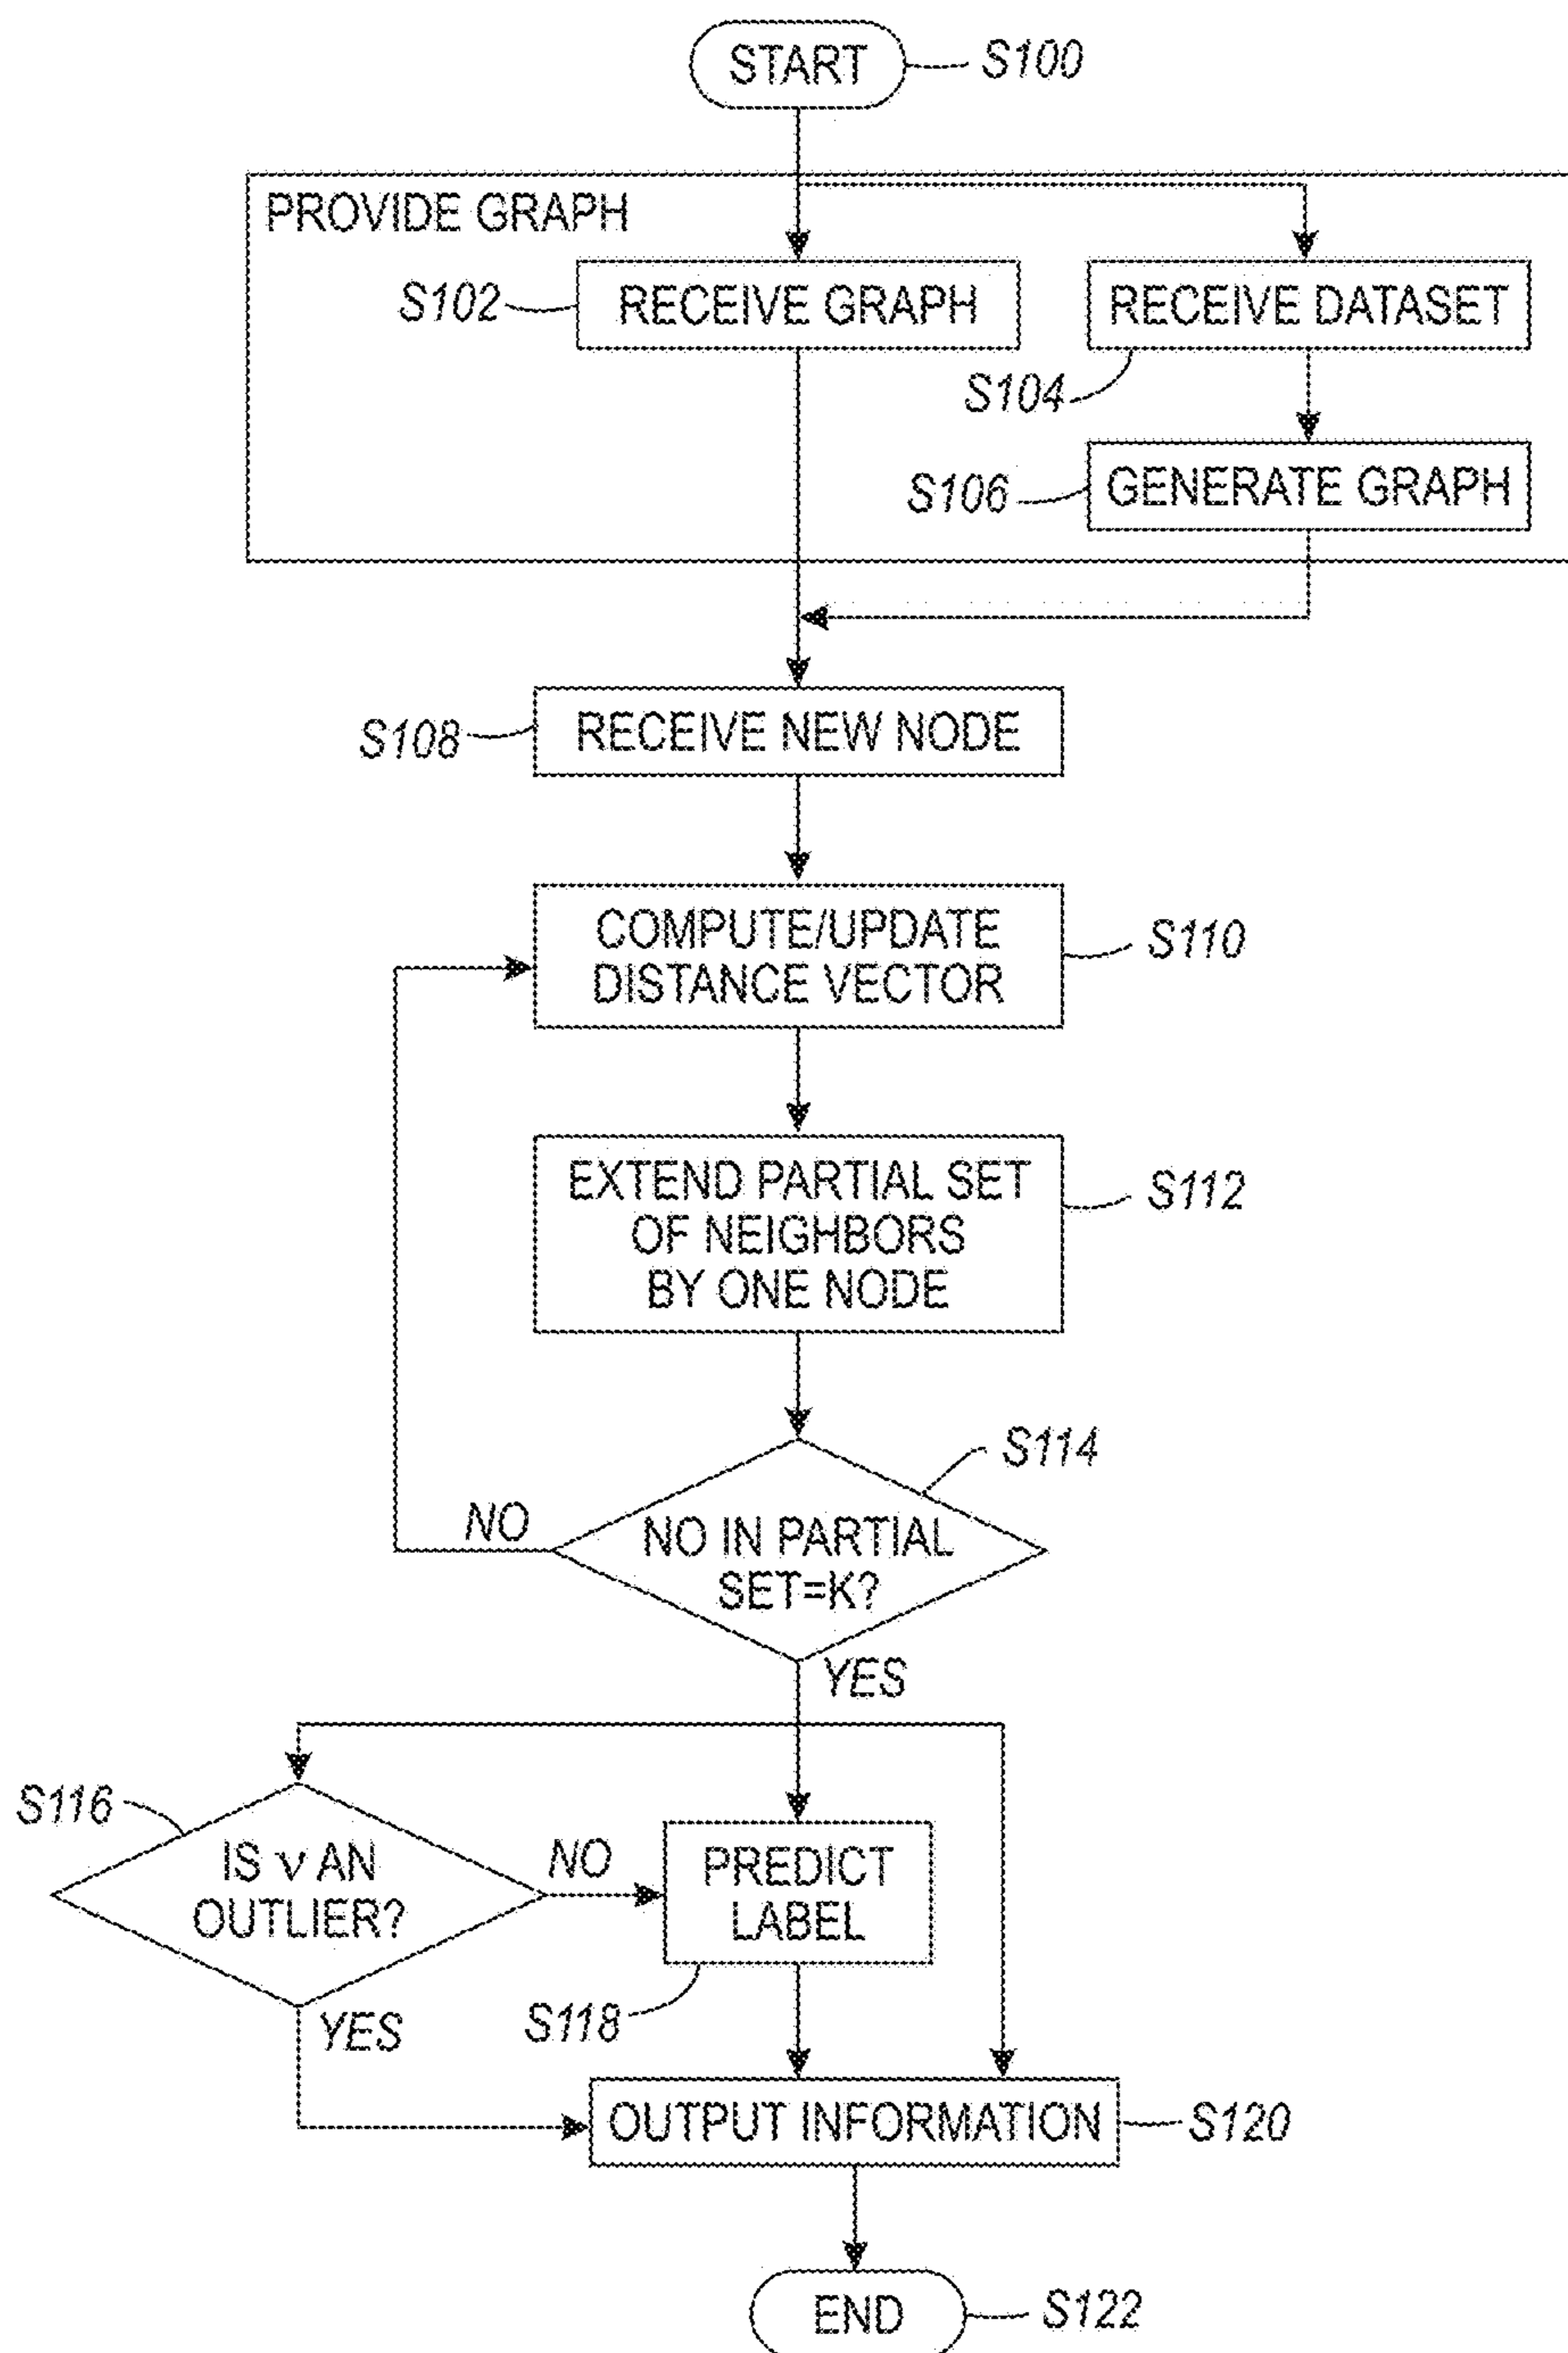 START
S100
PROVIDE GRAPH
S102
RECEIVE GRAPH
RECEIVE DATASET
S104
S106
GENERATE GRAPH
S108
RECEIVE NEW NODE
COMPUTE/UPDATE
DISTANCE VECTOR
S110
EXTEND PARTIAL SET
OF NEIGHBORS
BY ONE NODE
S112
S114
NO
NO IN PARTIAL
SET=K?
YES
S116
IS ν AN
OUTLIER?
NO
PREDICT
LABEL
S118
YES
OUTPUT INFORMATION
S120
END
S122